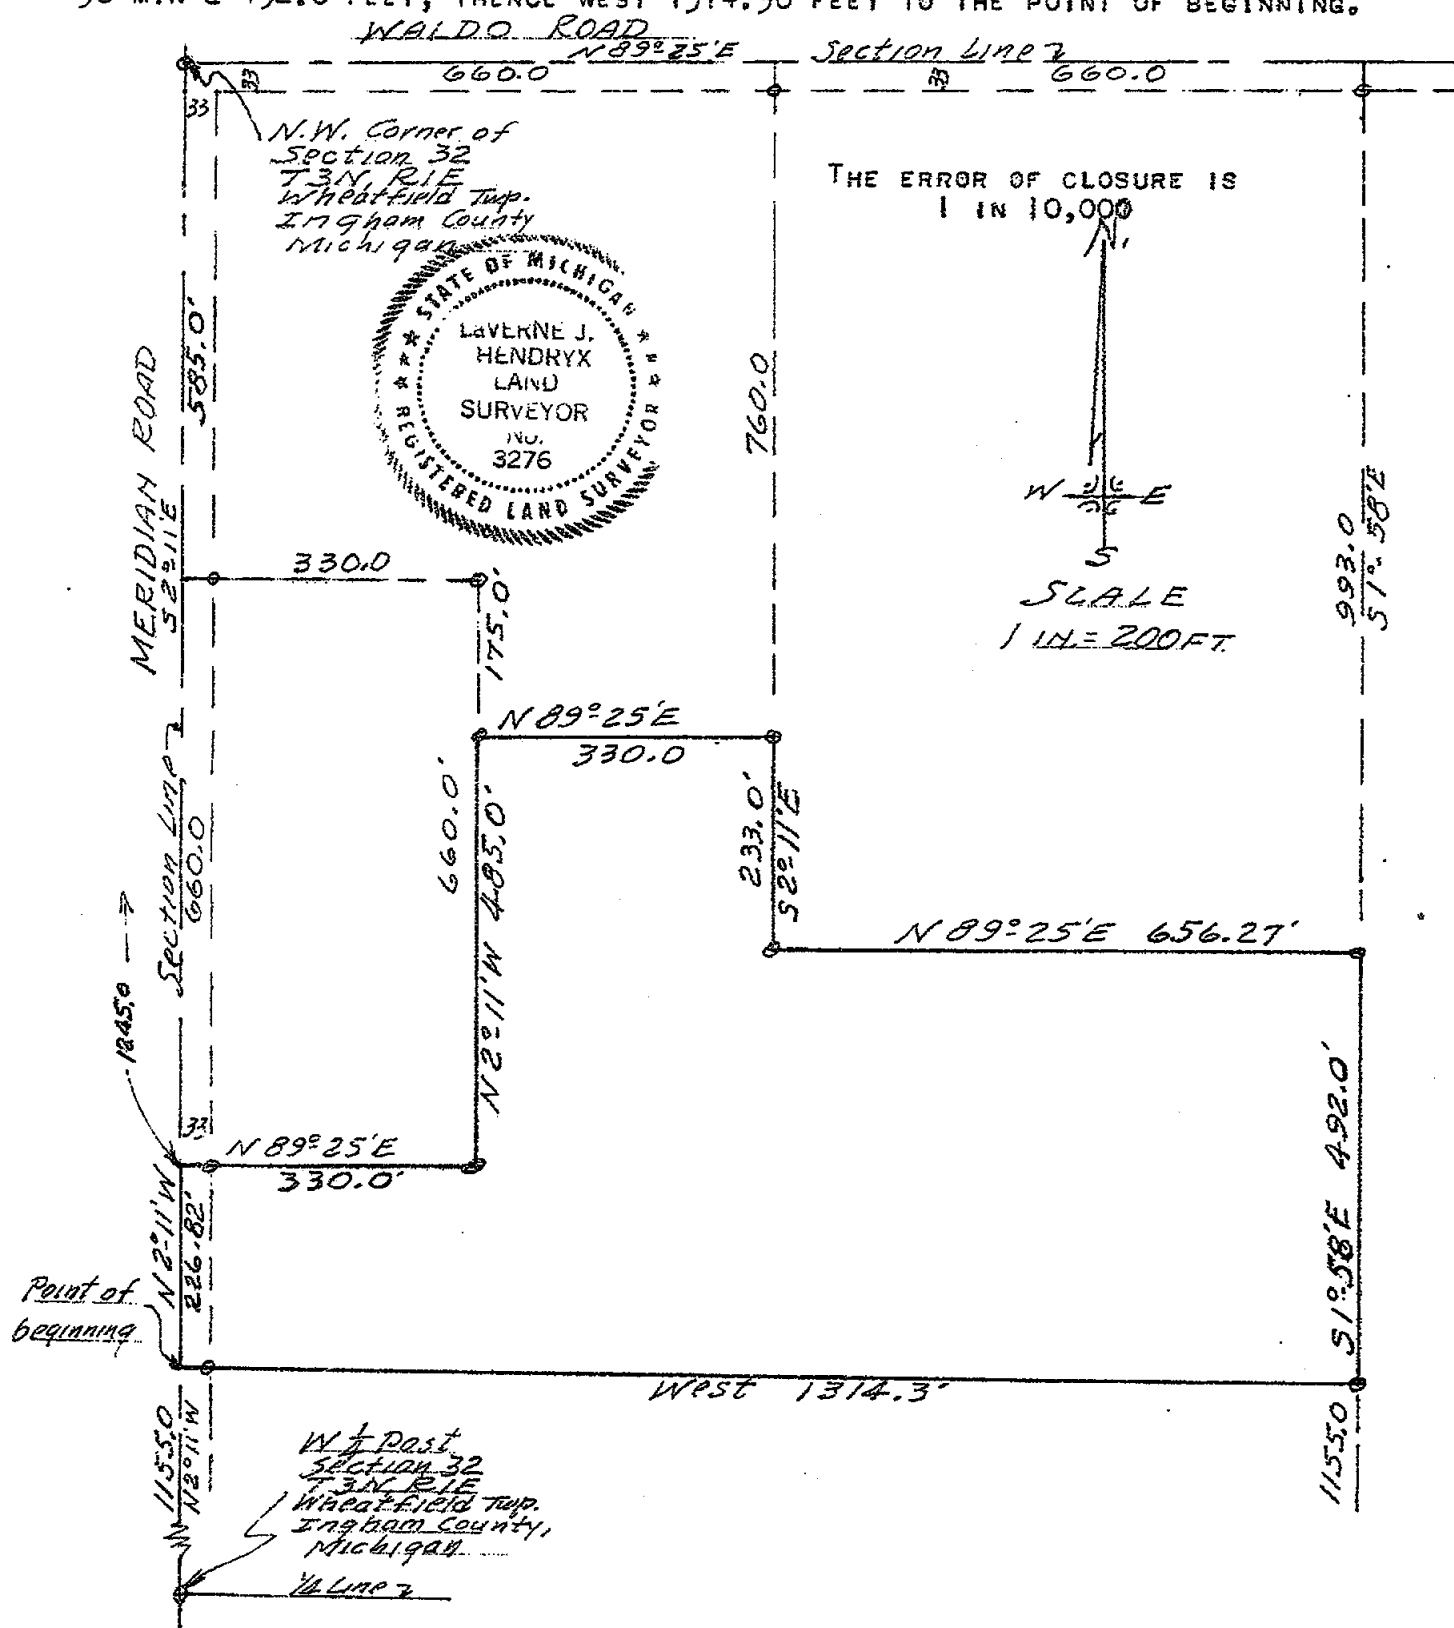 WEST 1314.30 FEET TO THE POINT OF BEGINNING.
WALDO ROAD
N 89° 25' E
Section Line
660.0
33
33
33
660.0
N.W. Corner of
Section 32
T3N, R1E
Wheatfield Twp.
Ingham County
Michigan
THE ERROR OF CLOSURE IS
1 IN 10,000
N.
W E
S
SCALE
1 IN. = 200 FT.
STATE OF MICHIGAN
LaVERNE J.
HENDRYX
LAND
SURVEYOR
NO.
3276
REGISTERED LAND SURVEYOR
MERIDIAN ROAD
S2°11'E
585.0'
760.0
993.0
S1°58'E
330.0
175.0'
N 89°25'E
330.0
660.0'
N2°11'W 485.0'
233.0'
S2°11'E
Section Line
660.0
1245.0
N 89°25'E 656.27'
33
N 89°25'E
330.0'
N2°11'W
226.82'
S1°58'E 492.0'
Point of
beginning
West 1314.3'
1155.0
N2°11'W
1155.0
W 1/4 Post
Section 32
T3N R1E
Wheatfield Twp.
Ingham County,
Michigan
1/4 Line